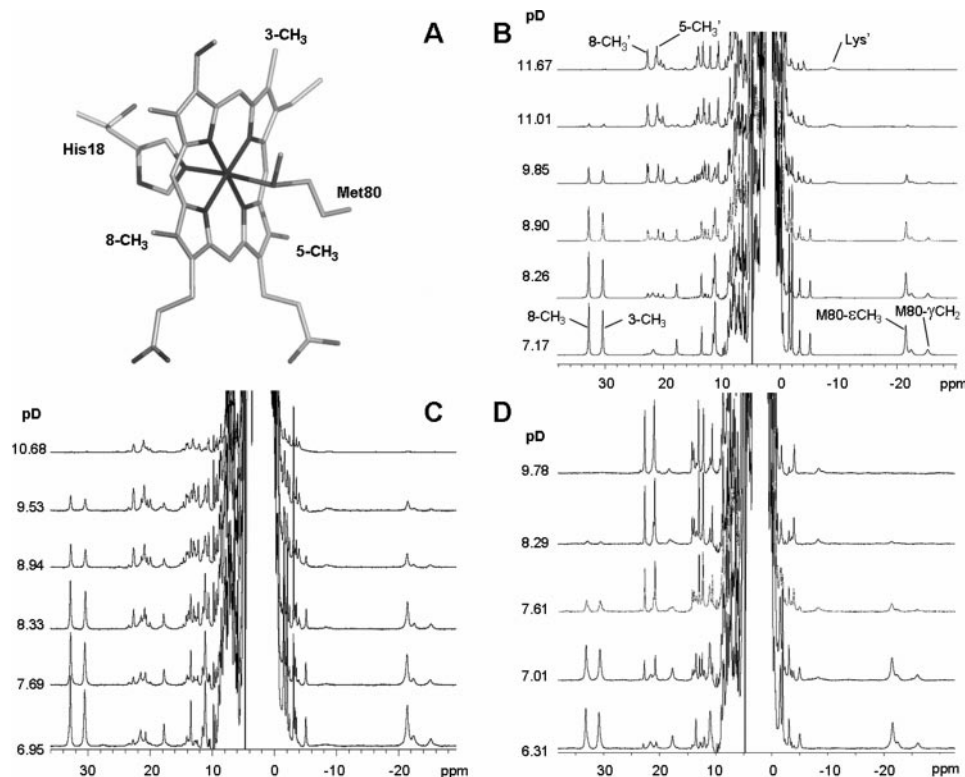 A
3-CH₃
His18
Met80
8-CH₃
5-CH₃
B
pD
8-CH₃'
5-CH₃'
Lys'
11.67
11.01
9.85
8.90
8.26
7.17
8-CH₃
3-CH₃
M80-εCH₃
M80-γCH₂
30 20 10 0 -10 -20 ppm
C
pD
10.68
9.53
8.94
8.33
7.69
6.95
30 20 10 0 -10 -20 ppm
D
pD
9.78
8.29
7.61
7.01
6.31
30 20 10 0 -10 -20 ppm